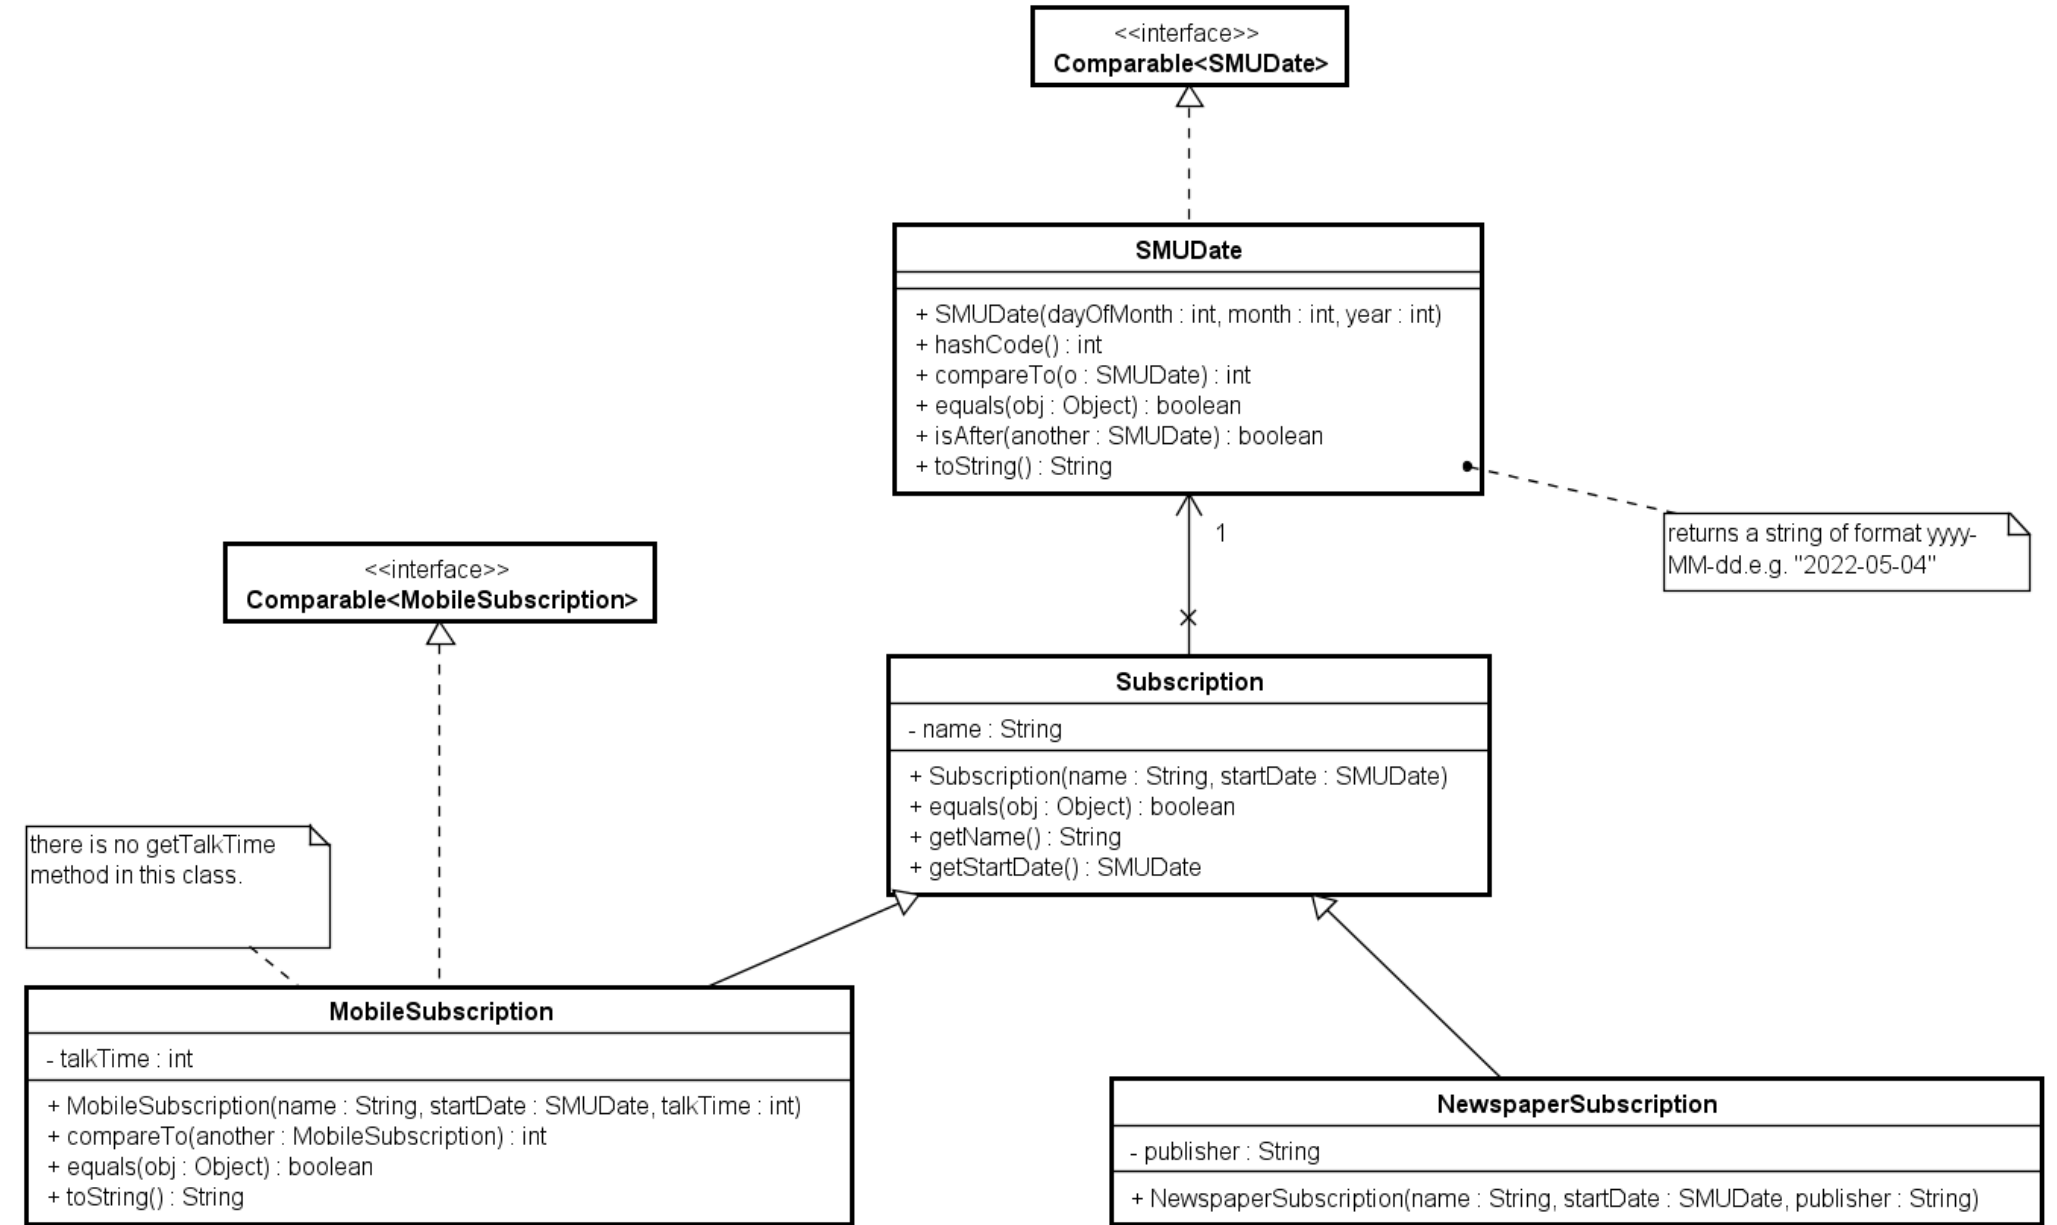 <<interface>>
Comparable<SMUDate>
SMUDate
+ SMUDate(dayOfMonth : int, month : int, year : int)
+ hashCode() : int
+ compareTo(o : SMUDate) : int
+ equals(obj : Object) : boolean
+ isAfter(another : SMUDate) : boolean
+ toString() : String
returns a string of format yyyy-
MM-dd.e.g. "2022-05-04"
1
<<interface>>
Comparable<MobileSubscription>
Subscription
- name : String
+ Subscription(name : String, startDate : SMUDate)
+ equals(obj : Object) : boolean
+ getName() : String
+ getStartDate() : SMUDate
there is no getTalkTime
method in this class.
MobileSubscription
- talkTime : int
+ MobileSubscription(name : String, startDate : SMUDate, talkTime : int)
+ compareTo(another : MobileSubscription) : int
+ equals(obj : Object) : boolean
+ toString() : String
NewspaperSubscription
- publisher : String
+ NewspaperSubscription(name : String, startDate : SMUDate, publisher : String)